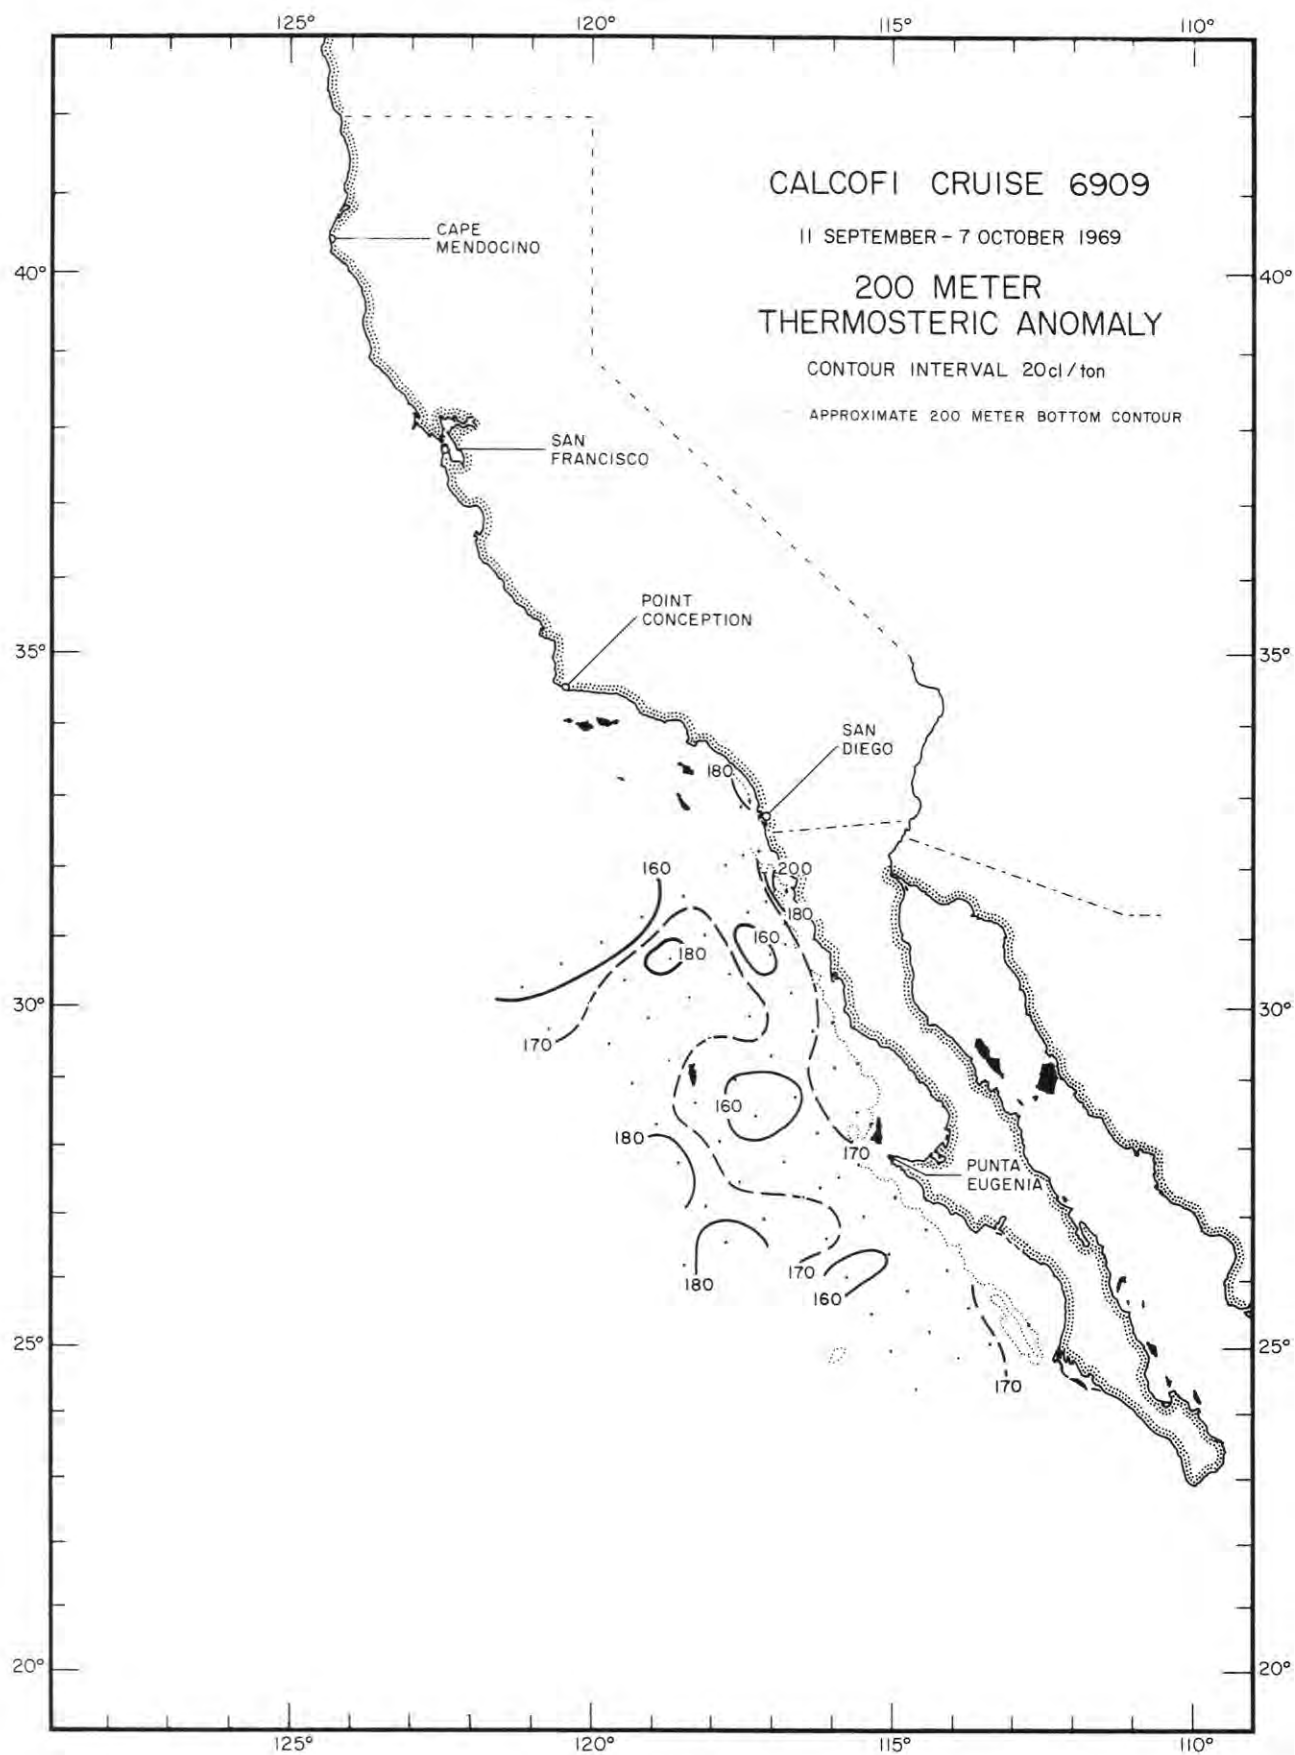 125° 120° 115° 110°
CALCOFI CRUISE 6909
11 SEPTEMBER – 7 OCTOBER 1969
200 METER
THERMOSTERIC ANOMALY
CONTOUR INTERVAL 20cl/ton
APPROXIMATE 200 METER BOTTOM CONTOUR
CAPE
MENDOCINO
40° 40°
SAN
FRANCISCO
POINT
CONCEPTION
35° 35°
SAN
DIEGO
180
160
200
180
160
180
30° 30°
170
160
180
170
PUNTA
EUGENIA
170
180
160
25° 25°
170
20° 20°
125° 120° 115° 110°